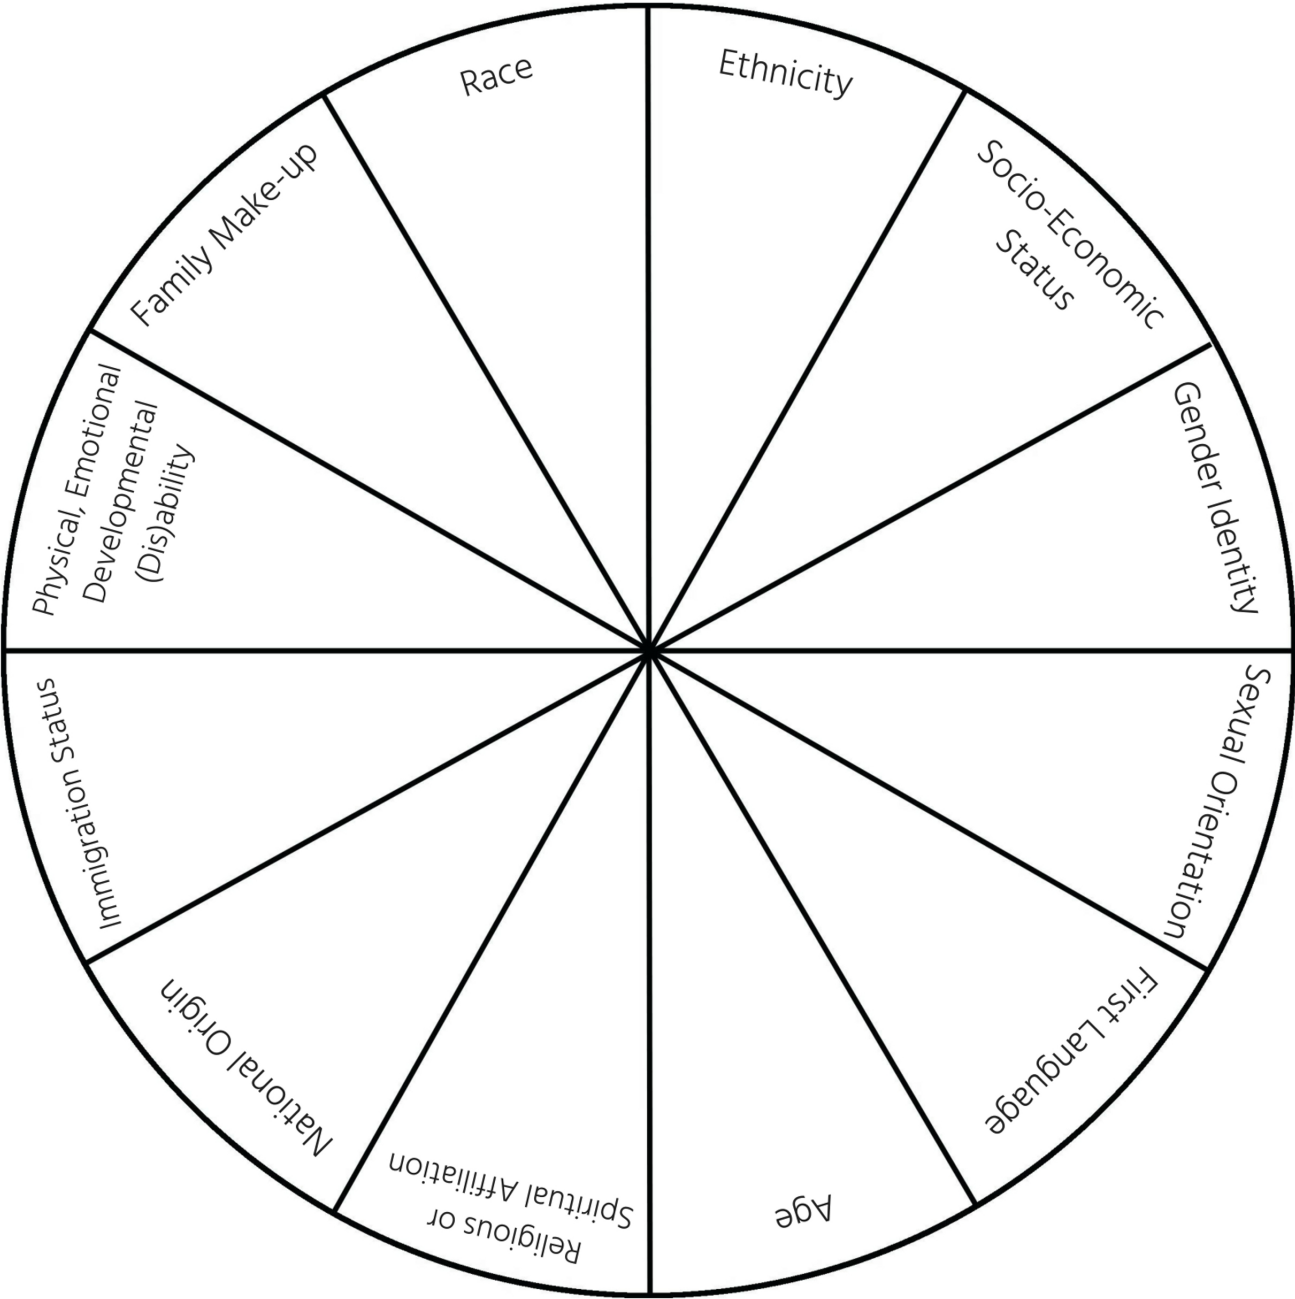 Ethnicity
Socio-Economic
Status
Gender Identity
Sexual Orientation
First Language
Age
Religious or
Spiritual Affiliation
National Origin
Immigration Status
Physical, Emotional
Developmental
(Dis)ability
Family Make-up
Race